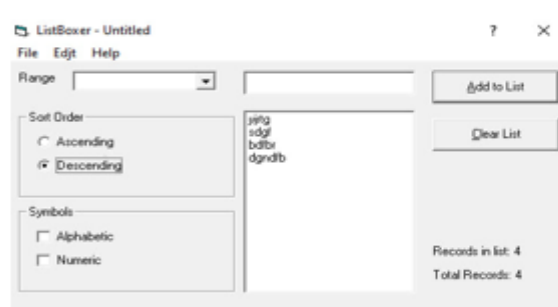 ListBoxer - Untitled ?
File Edit Help
Range
Add to List
Sort Order
Ascending
Descending
sdgf
bdfbr
dgndfb
Clear List
Symbols
Alphabetic
Numeric
Records in list: 4
Total Records: 4